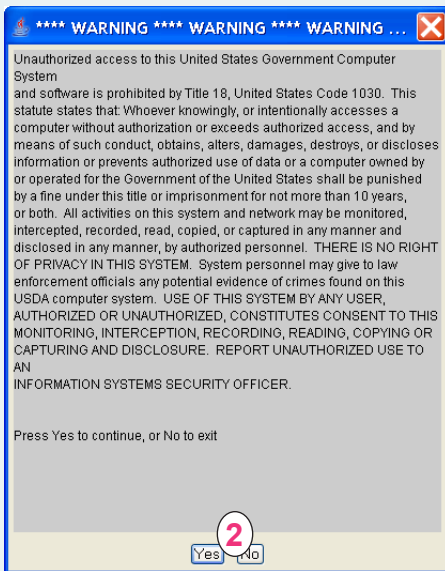 **** WARNING **** WARNING **** WARNING ...
Unauthorized access to this United States Government Computer
System
and software is prohibited by Title 18, United States Code 1030.  This
statute states that: Whoever knowingly, or intentionally accesses a
computer without authorization or exceeds authorized access, and by
means of such conduct, obtains, alters, damages, destroys, or discloses
information or prevents authorized use of data or a computer owned by
or operated for the Government of the United States shall be punished
by a fine under this title or imprisonment for not more than 10 years,
or both.  All activities on this system and network may be monitored,
intercepted, recorded, read, copied, or captured in any manner and
disclosed in any manner, by authorized personnel.  THERE IS NO RIGHT
OF PRIVACY IN THIS SYSTEM.  System personnel may give to law
enforcement officials any potential evidence of crimes found on this
USDA computer system.  USE OF THIS SYSTEM BY ANY USER,
AUTHORIZED OR UNAUTHORIZED, CONSTITUTES CONSENT TO THIS
MONITORING, INTERCEPTION, RECORDING, READING, COPYING OR
CAPTURING AND DISCLOSURE.  REPORT UNAUTHORIZED USE TO
AN
INFORMATION SYSTEMS SECURITY OFFICER.
Press Yes to continue, or No to exit
Yes 2 No